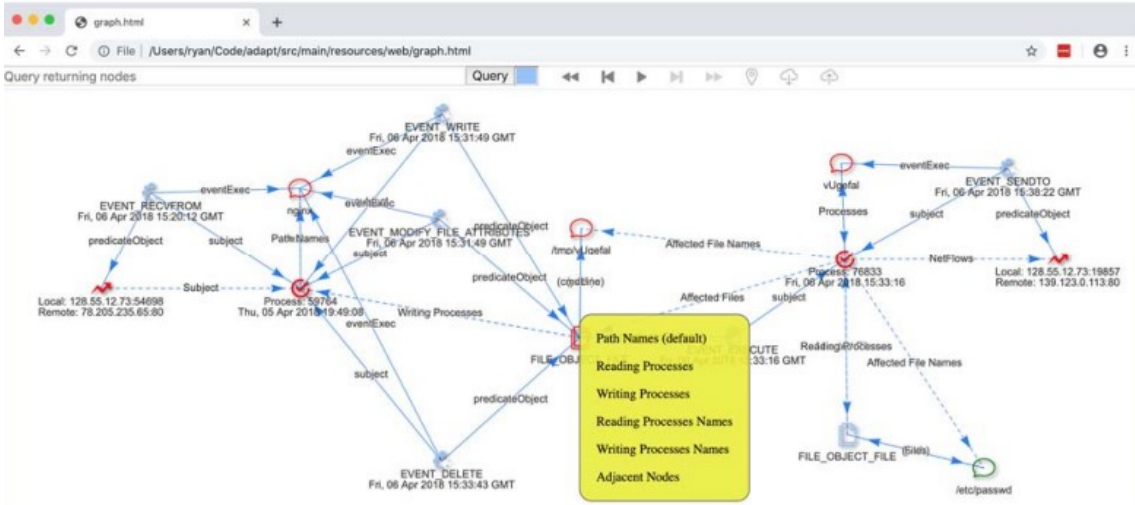 graph.html
File | /Users/ryan/Code/adapt/src/main/resources/web/graph.html
Query returning nodes
Query
EVENT_WRITE
Fri, 06 Apr 2018 15:31:49 GMT
eventExec
eventExec
EVENT_RECVFROM
Fri, 06 Apr 2018 15:20:12 GMT
nginx
eventExec
EVENT_MODIFY_FILE_ATTRIBUTES
Fri, 06 Apr 2018 15:31:49 GMT
predicateObject
predicateObject
subject
Path Names
subject
predicateObject
Subject
Local: 128.55.12.73:54698
Remote: 78.205.235.65:80
Process: 59764
Thu, 05 Apr 2018 19:49:08
Writing Processes
eventExec
subject
predicateObject
EVENT_DELETE
Fri, 06 Apr 2018 15:33:43 GMT
/tmp/vUgefal
(cmdLine)
Affected File Names
Affected Files
subject
vUgefal
eventExec
EVENT_SENDTO
Fri, 06 Apr 2018 15:38:22 GMT
Processes
subject
predicateObject
Process: 76833
Fri, 06 Apr 2018 15:33:16
NetFlows
Local: 128.55.12.73:19857
Remote: 139.123.0.113:80
Path Names (default)
Reading Processes
Writing Processes
Reading Processes Names
Writing Processes Names
Adjacent Nodes
15:33:16 GMT
Affected File Names
FILE_OBJECT_FILE
(Files)
/etc/passwd